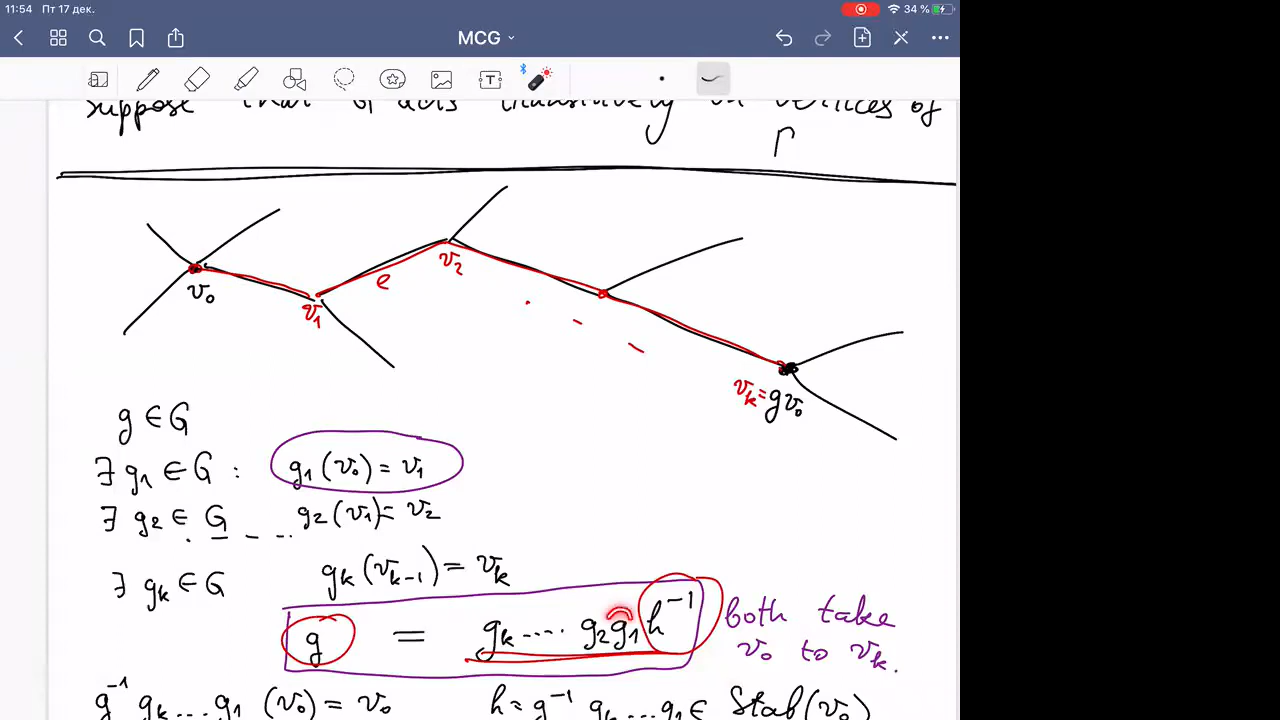 11:54 Пт 17 дек. 34 %
MCG
suppose that G acts transitively on vertices of
Γ
v₀
v₁
e
v₂
vₖ= gv₀
g ∈ G
∃ g₁ ∈ G : g₁(v₀) = v₁
∃ g₂ ∈ G .... g₂(v₁) = v₂
∃ gₖ ∈ G gₖ(vₖ₋₁) = vₖ
g = gₖ .... g₂g₁h⁻¹ both take
v₀ to vₖ.
g⁻¹gₖ...g₁(v₀) = v₀ h = g⁻¹gₖ...g₁ ∈ Stab(v₀)